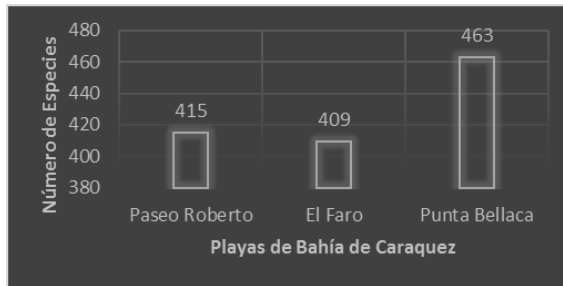 480
460
440
420
400
380
Número de Especies
415
409
463
Paseo Roberto
El Faro
Punta Bellaca
Playas de Bahía de Caraquez